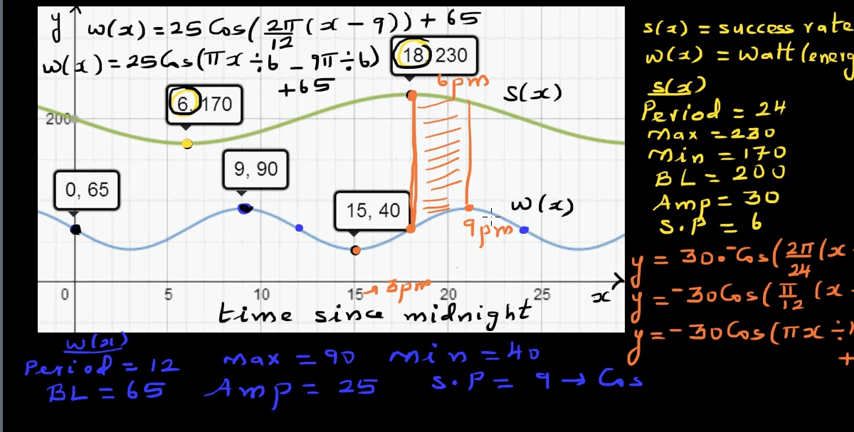 y w(x) = 25 Cos(2π/12 (x - 9)) + 65
w(x) = 25 Cos(πx ÷ 6 - 9π ÷ 6)
+65
18, 230
6pm
6, 170
s(x)
200
0, 65
9, 90
15, 40
w(x)
9pm
0
5
10
15
→ 3pm
20
25
x
time since midnight
w(x)
Period = 12 max = 90 min = 40
BL = 65 Amp = 25 S.P = 9 → Cos
s(x) = success rate
w(x) = Watt (energ
s(x)
Period = 24
max = 230
min = 170
BL = 200
Amp = 30
S.P = 6
y = 30·-Cos(2π/24 (x
y = -30Cos(π/12 (x -
y = -30Cos(πx ÷
+